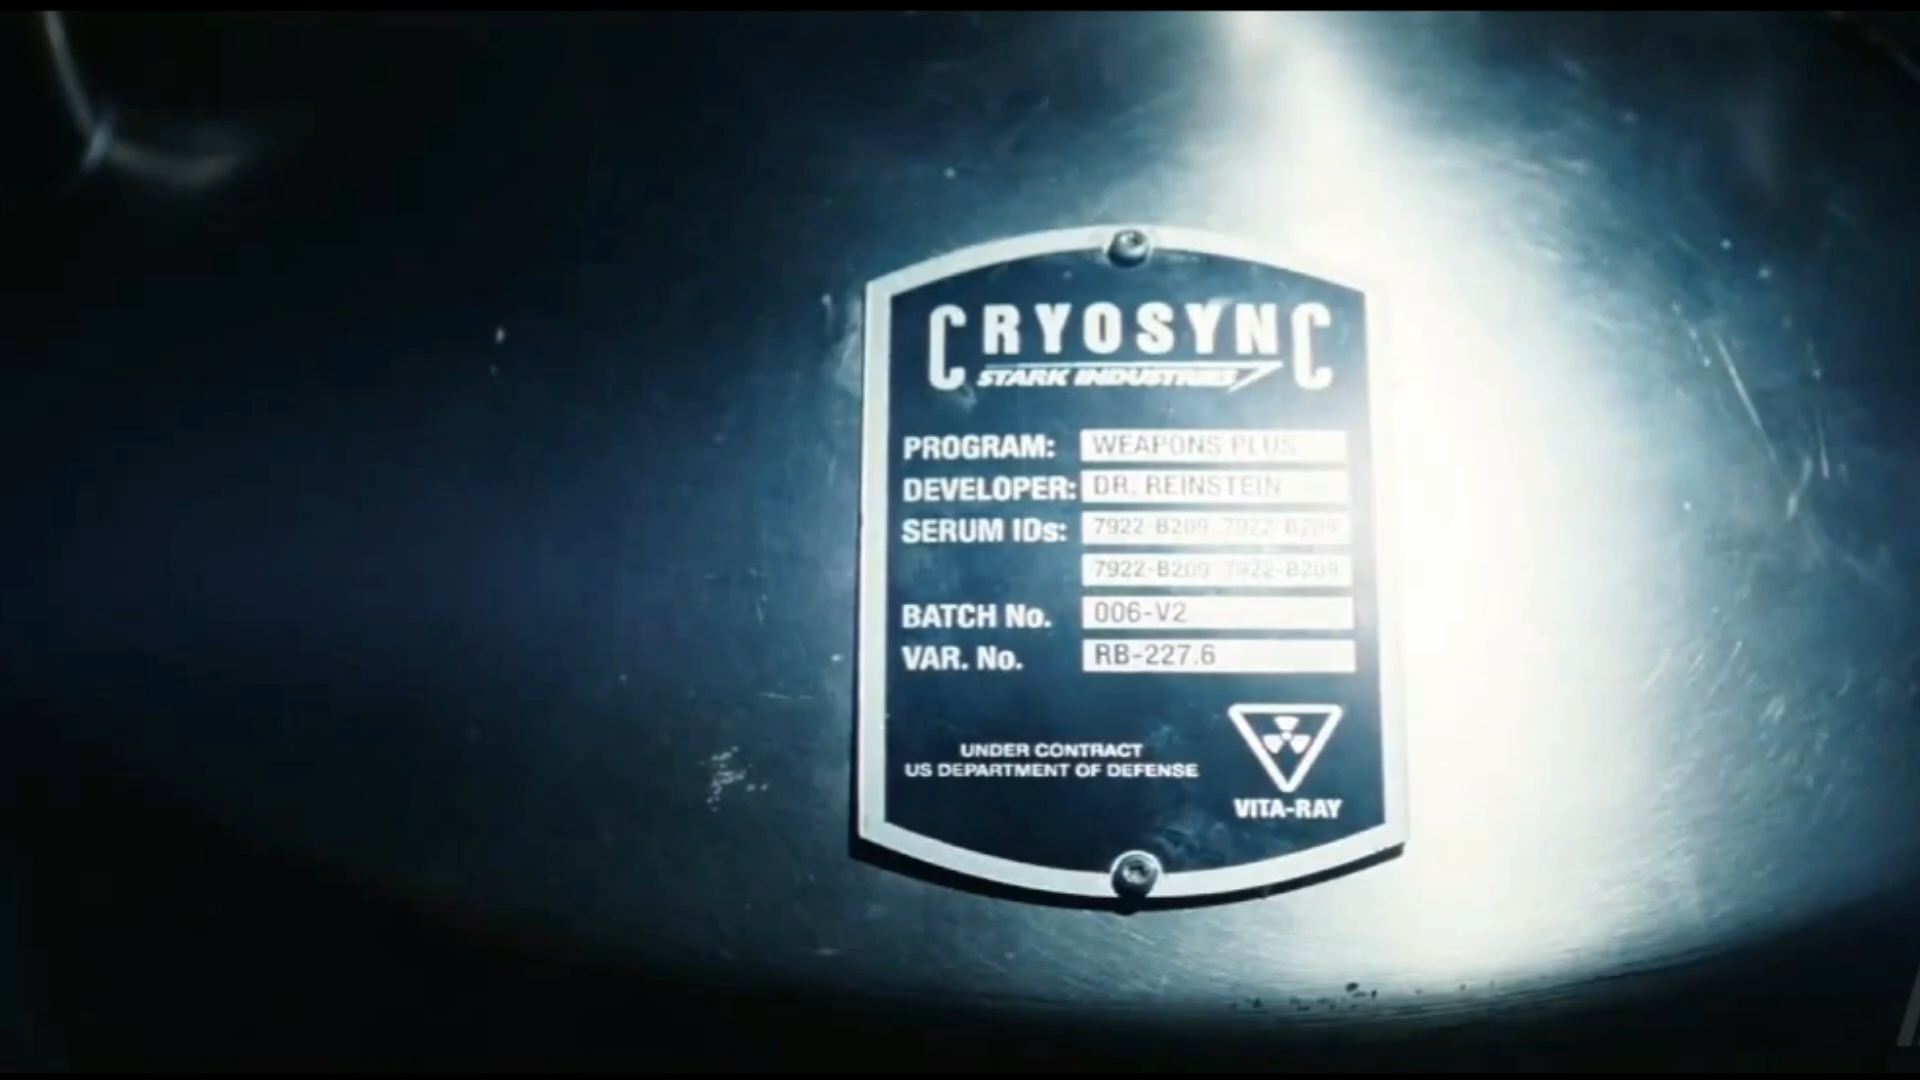 CRYOSYNC
STARK INDUSTRIES
PROGRAM: WEAPONS PLUS
DEVELOPER: DR. REINSTEIN
SERUM IDs: 7922-B209 7922-B209
7922-B209 7922-B209
BATCH No. 006-V2
VAR. No. RB-227.6
UNDER CONTRACT
US DEPARTMENT OF DEFENSE
VITA-RAY